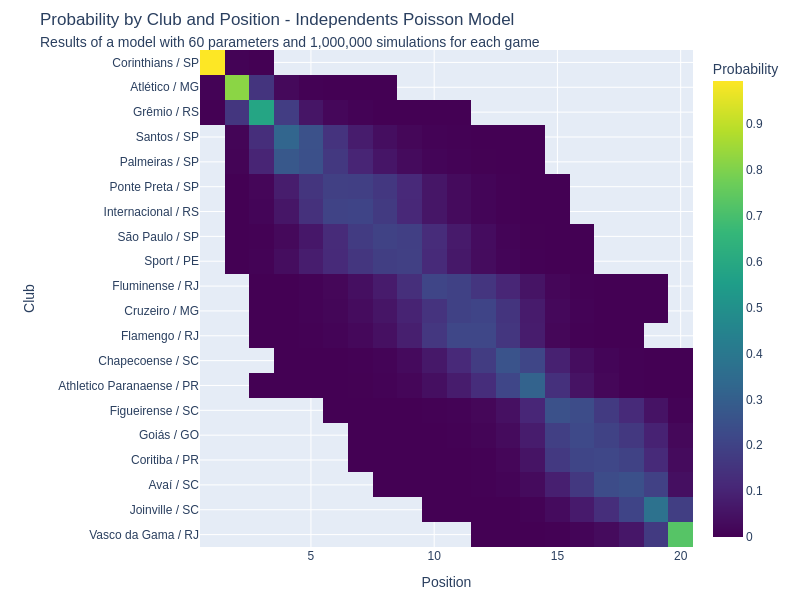 Probability by Club and Position - Independents Poisson Model
Results of a model with 60 parameters and 1,000,000 simulations for each game
Probability
Corinthians / SP
Atlético / MG
Grêmio / RS
Santos / SP
Palmeiras / SP
Ponte Preta / SP
Internacional / RS
São Paulo / SP
Sport / PE
Fluminense / RJ
Cruzeiro / MG
Flamengo / RJ
Chapecoense / SC
Athletico Paranaense / PR
Figueirense / SC
Goiás / GO
Coritiba / PR
Avaí / SC
Joinville / SC
Vasco da Gama / RJ
Club
5
10
15
20
Position
0.9
0.8
0.7
0.6
0.5
0.4
0.3
0.2
0.1
0